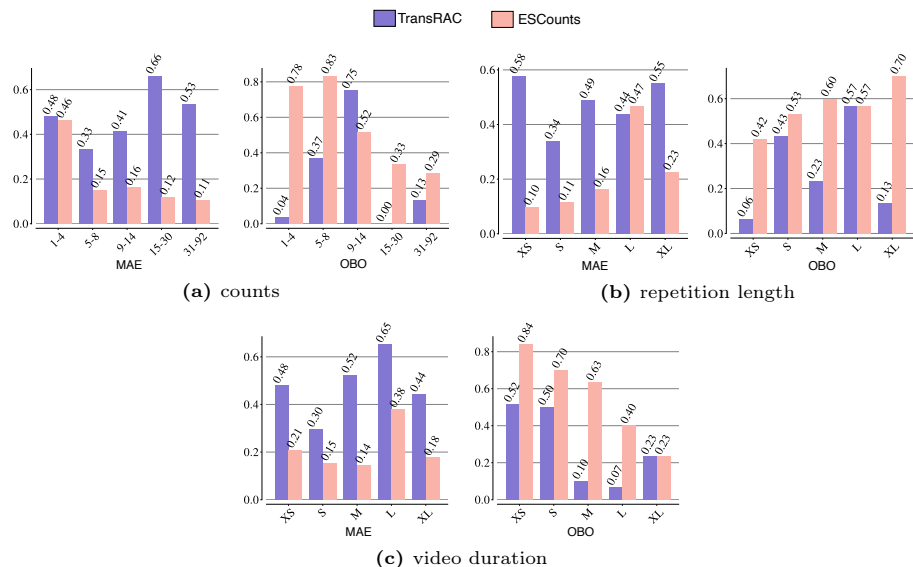 TransRAC ESCounts
0.6
0.4
0.2
0.0
0.48 0.46 0.33 0.15 0.41 0.16 0.66 0.12 0.53 0.11
1-4 5-8 9-14 15-30 31-92
MAE
0.8
0.6
0.4
0.2
0.0
0.04 0.78 0.37 0.83 0.75 0.52 0.00 0.33 0.13 0.29
1-4 5-8 9-14 15-30 31-92
OBO
(a) counts
0.6
0.4
0.2
0.0
0.58 0.10 0.34 0.11 0.49 0.16 0.44 0.47 0.55 0.23
XS S M L XL
MAE
0.6
0.4
0.2
0.0
0.06 0.42 0.43 0.53 0.23 0.60 0.57 0.57 0.13 0.70
XS S M L XL
OBO
(b) repetition length
0.6
0.4
0.2
0.0
0.48 0.21 0.30 0.15 0.52 0.14 0.65 0.38 0.44 0.18
XS S M L XL
MAE
0.8
0.6
0.4
0.2
0.0
0.52 0.84 0.50 0.70 0.10 0.63 0.07 0.40 0.23 0.23
XS S M L XL
OBO
(c) video duration